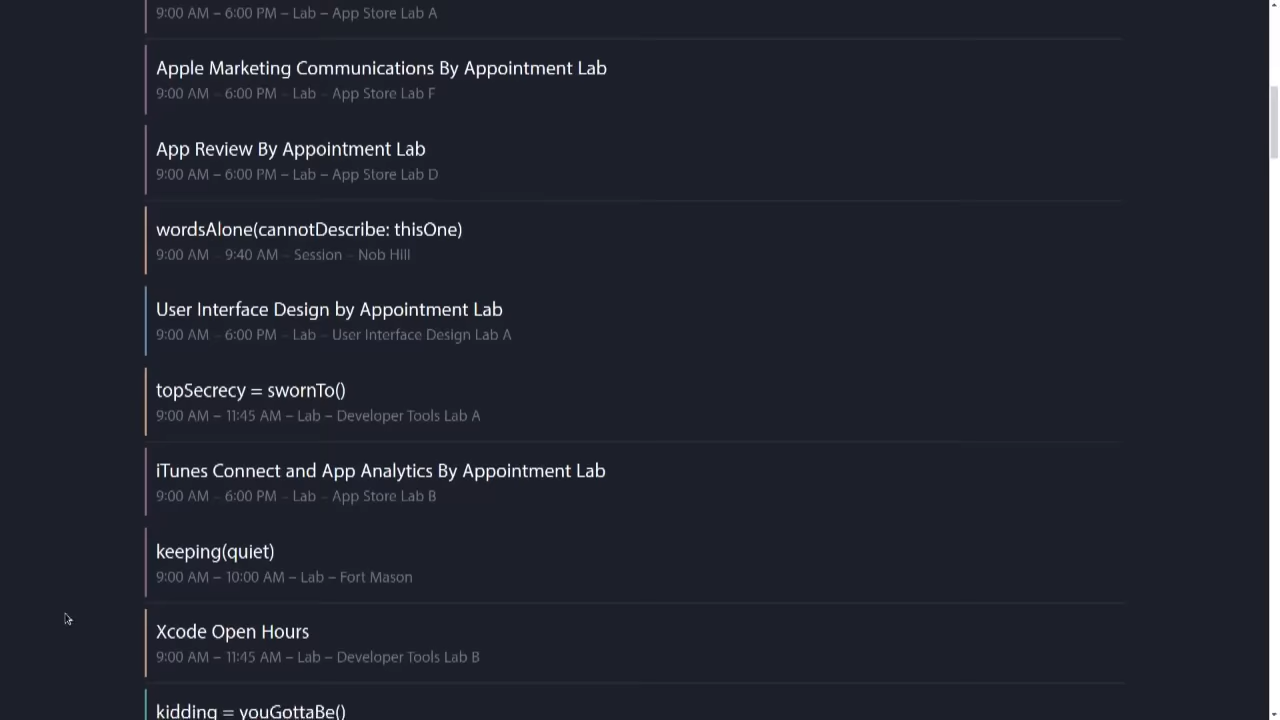 9:00 AM – 6:00 PM – Lab – App Store Lab A
Apple Marketing Communications By Appointment Lab
9:00 AM – 6:00 PM – Lab – App Store Lab F
App Review By Appointment Lab
9:00 AM – 6:00 PM – Lab – App Store Lab D
wordsAlone(cannotDescribe: thisOne)
9:00 AM – 9:40 AM – Session – Nob Hill
User Interface Design by Appointment Lab
9:00 AM – 6:00 PM – Lab – User Interface Design Lab A
topSecrecy = swornTo()
9:00 AM – 11:45 AM – Lab – Developer Tools Lab A
iTunes Connect and App Analytics By Appointment Lab
9:00 AM – 6:00 PM – Lab – App Store Lab B
keeping(quiet)
9:00 AM – 10:00 AM – Lab – Fort Mason
Xcode Open Hours
9:00 AM – 11:45 AM – Lab – Developer Tools Lab B
kidding = youGottaBe()